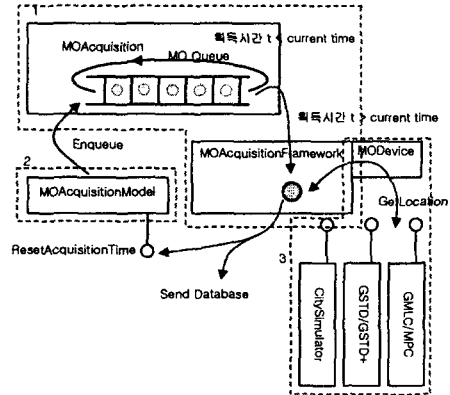 1
MOAcquisition
MO Queue
획득시간 t < current time
획득시간 t > current time
Enqueue
2
MOAcquisitionModel
MOAcquisitionFramework
MODevice
GetLocation
ResetAcquisitionTime
Send Database
3
CitySimulator
GSTD/GSTD+
GMLC/MPC